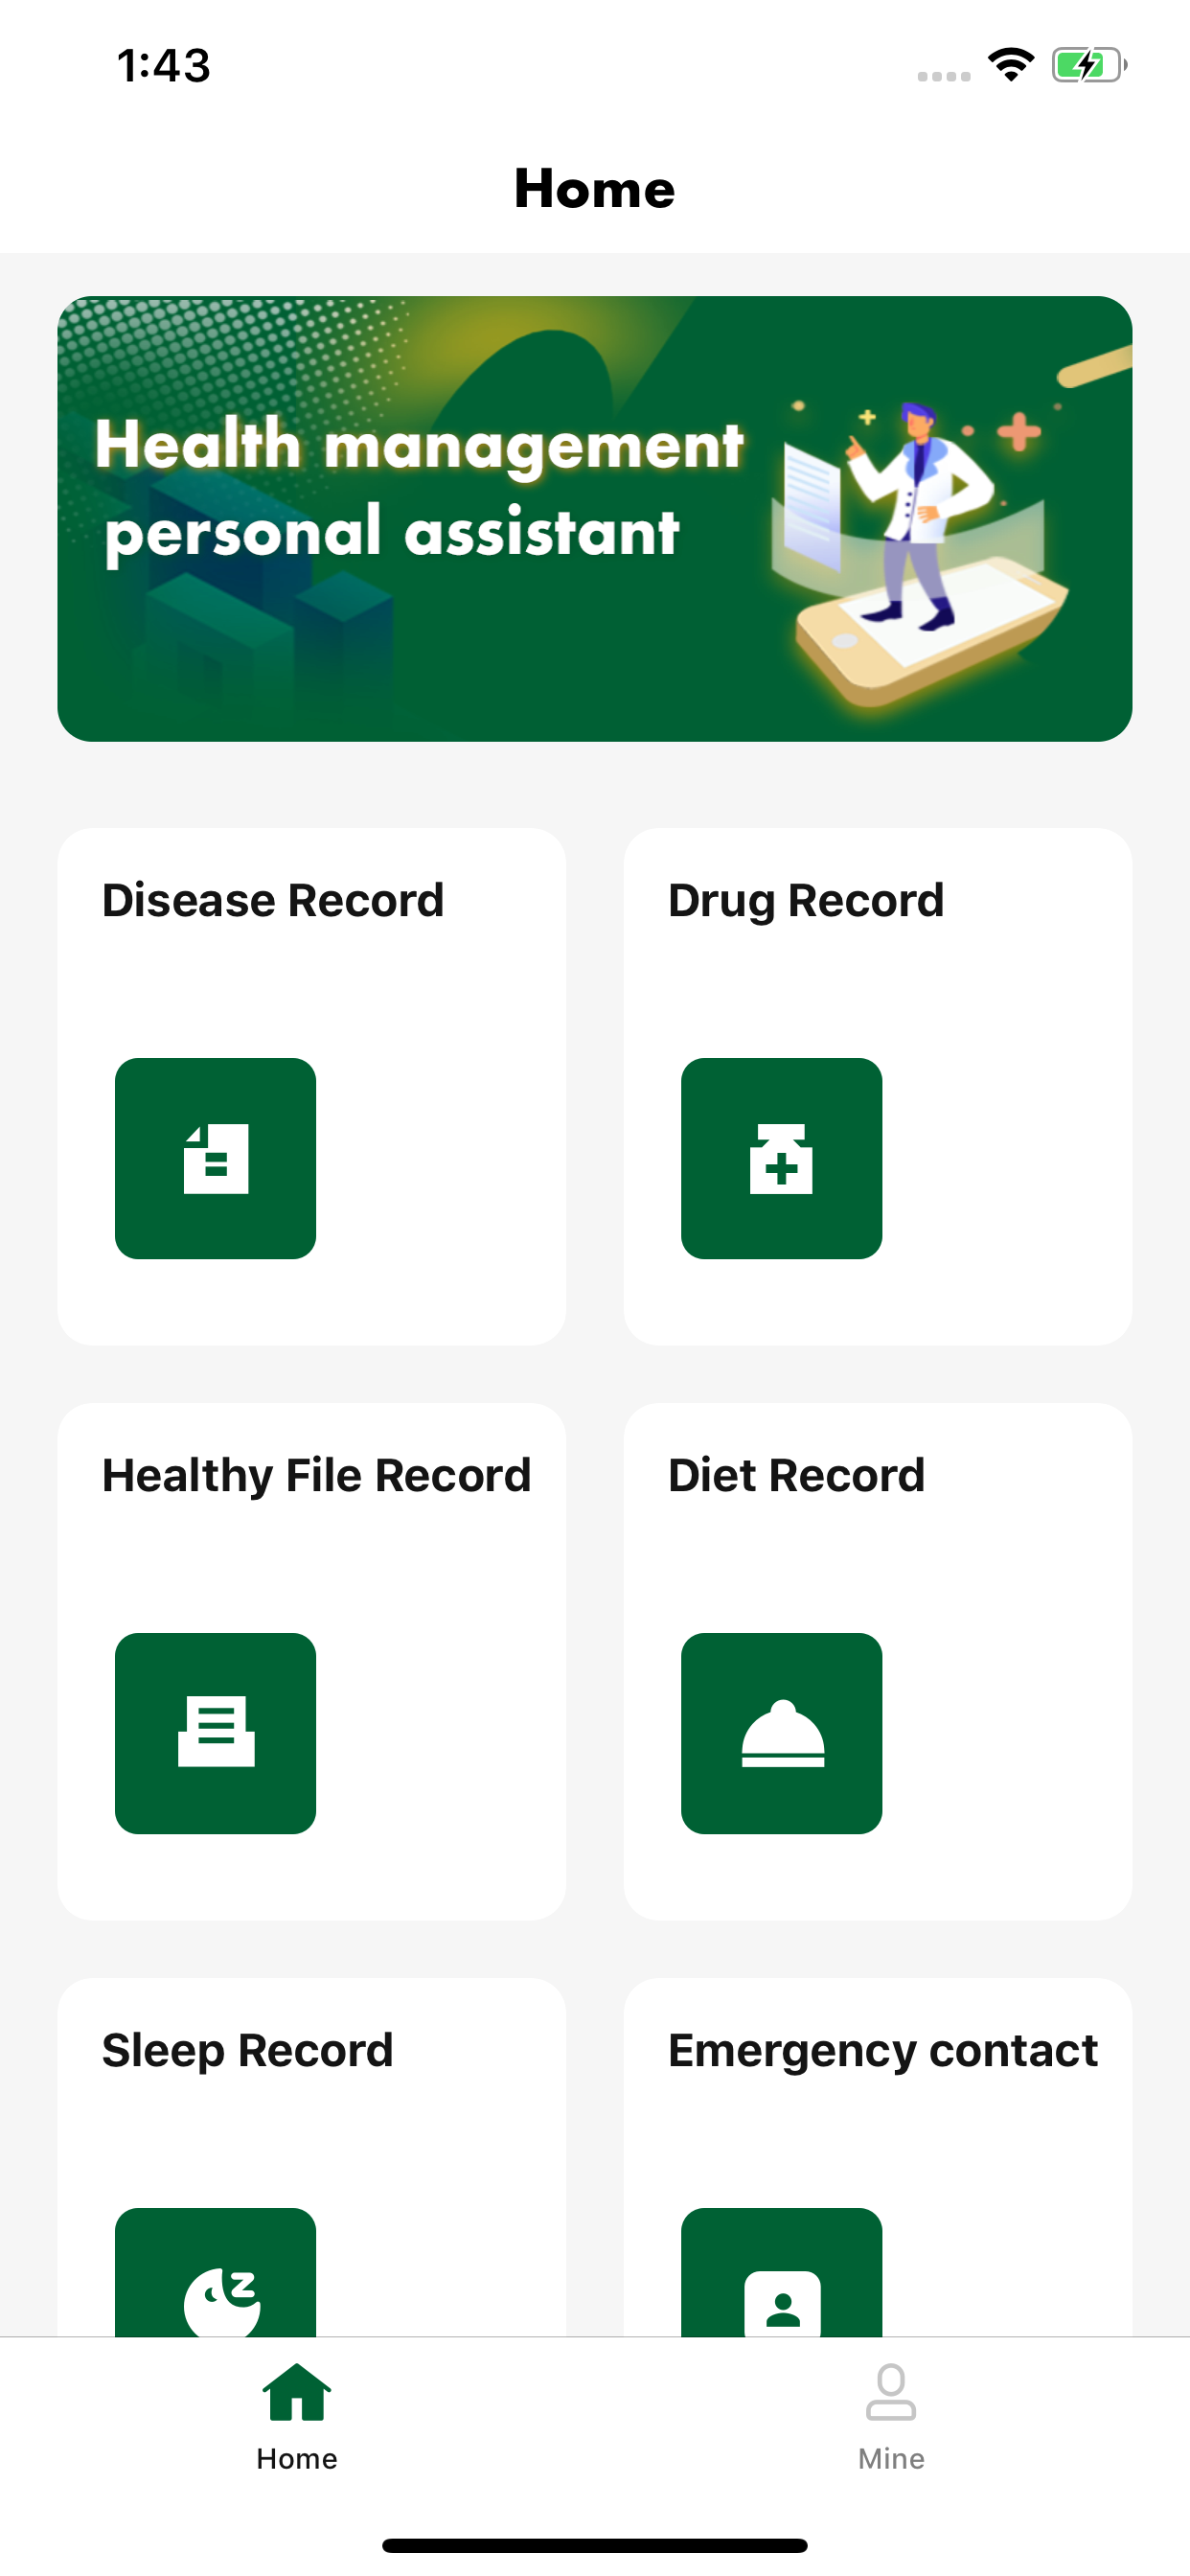 1:43
Home
Health management
personal assistant
Disease Record
Drug Record
Healthy File Record
Diet Record
Sleep Record
Emergency contact
Home
Mine